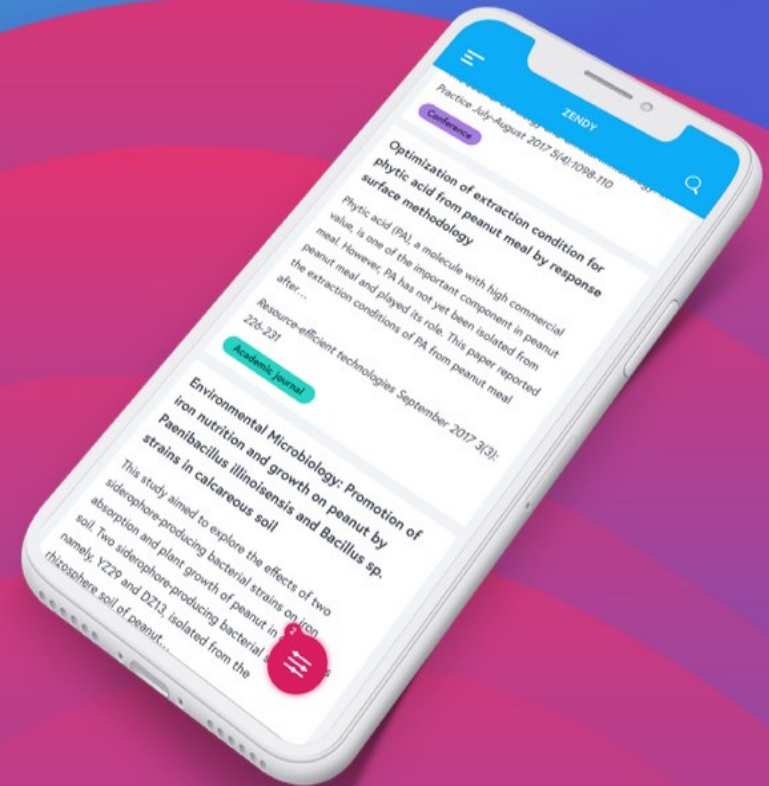 ZENDY
Practice July-August 2017 5(4):1098-110
Conference
Optimization of extraction condition for
phytic acid from peanut meal by response
surface methodology
Phytic acid (PA), a molecule with high commercial
value, is one of the important component in peanut
meal. However, PA has not yet been isolated from
peanut meal and played its role. This paper reported
the extraction conditions of PA from peanut meal
after...
Resource-efficient technologies September 2017 3(3):
226-231
Academic journal
Environmental Microbiology: Promotion of
iron nutrition and growth on peanut by
Paenibacillus illinoisensis and Bacillus sp.
strains in calcareous soil
This study aimed to explore the effects of two
siderophore-producing bacterial strains on iron
absorption and plant growth of peanut in
soil. Two siderophore-producing bacterial
namely, YZ29 and DZ13, isolated from the
rhizosphere soil of peanut...
2